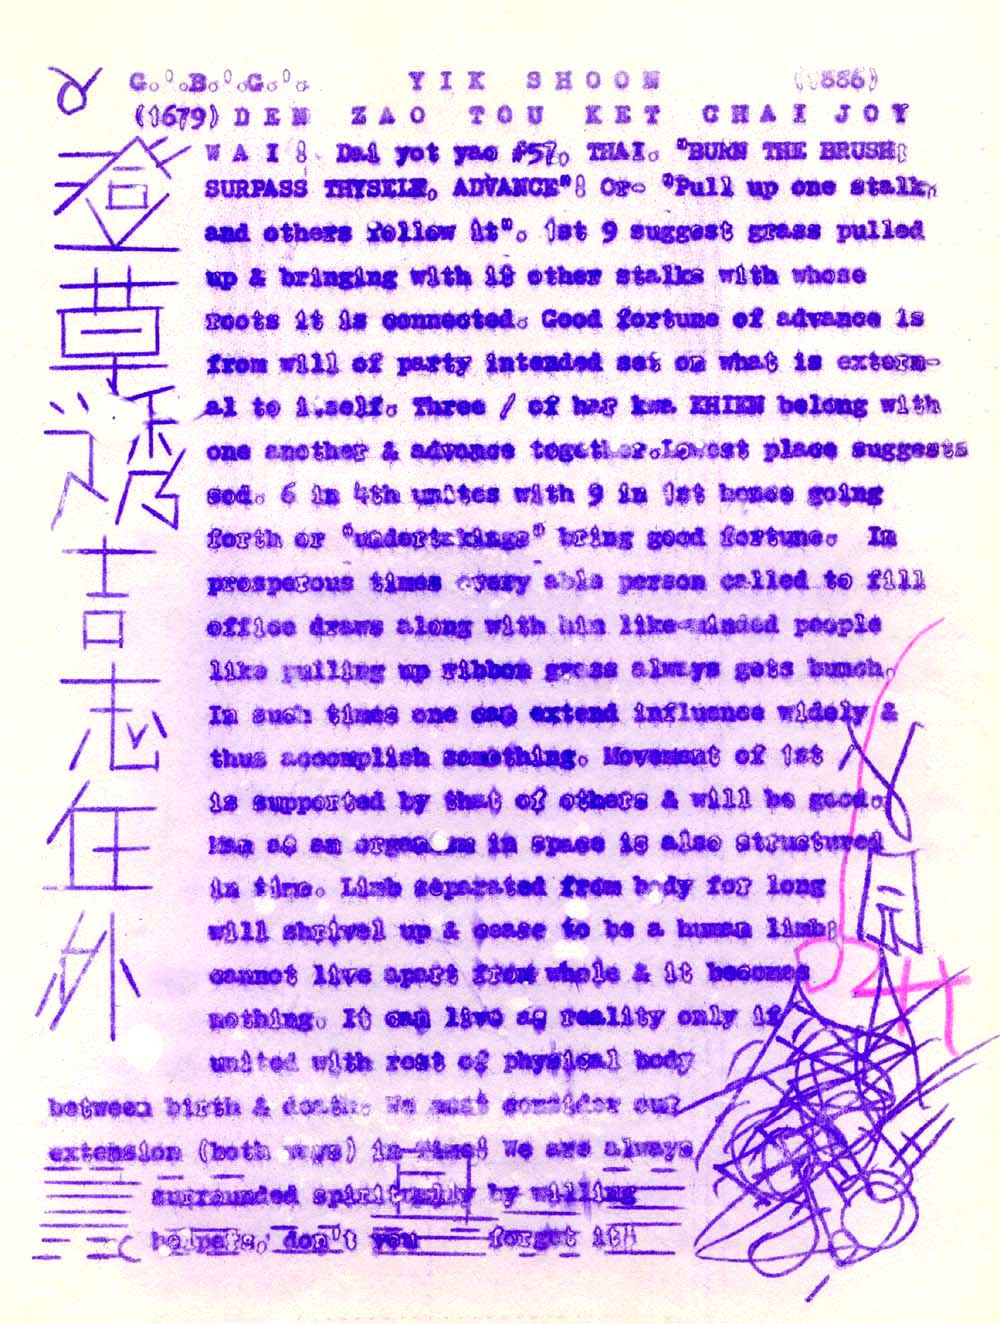 G.'.B.'.G.'. YIK SHOON (1886)
(1679) DEN ZAO TOU KET CHAI JOY
WAI! Dai yot yao #57, THAI. "BURN THE BRUSH;
SURPASS THYSELF, ADVANCE"! Or- "Pull up one stalk,
and others follow it". 1st 9 suggest grass pulled
up & bringing with it other stalks with whose
roots it is connected. Good fortune of advance is
from will of party intended set on what is extern-
al to itself. Three / of har kwa KHIEN belong with
one another & advance together. Lowest place suggests
sod. 6 in 4th unites with 9 in 1st hence going
forth or "undertakings" bring good fortune. In
prosperous times every able person called to fill
office draws along with him like-minded people
like pulling up ribbon grass always gets bunch.
In such times one can extend influence widely &
thus accomplish something. Movement of 1st /
is supported by that of others & will be good.
Man as an organism in space is also structured
in time. Limb separated from body for long
will shrivel up & cease to be a human limb;
cannot live apart from whole & it becomes
nothing. It can live as reality only if
united with rest of physical body
between birth & death. We must consider our
extension (both ways) in Time! We are always
surrounded spiritually by willing
helpers, don't you forget it!
草
吉
志
在
外